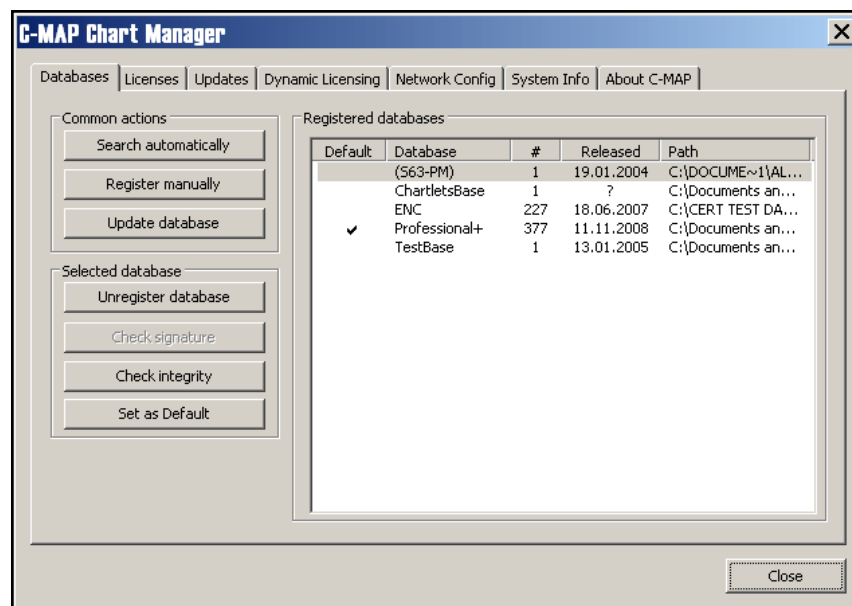 C-MAP Chart Manager
Databases Licenses Updates Dynamic Licensing Network Config System Info About C-MAP
Common actions
Search automatically
Register manually
Update database
Selected database
Unregister database
Check signature
Check integrity
Set as Default
Registered databases
Default Database # Released Path
(S63-PM) 1 19.01.2004 C:\DOCUME~1\AL...
ChartletsBase 1 ? C:\Documents an...
ENC 227 18.06.2007 C:\CERT TEST DA...
Professional+ 377 11.11.2008 C:\Documents an...
TestBase 1 13.01.2005 C:\Documents an...
Close